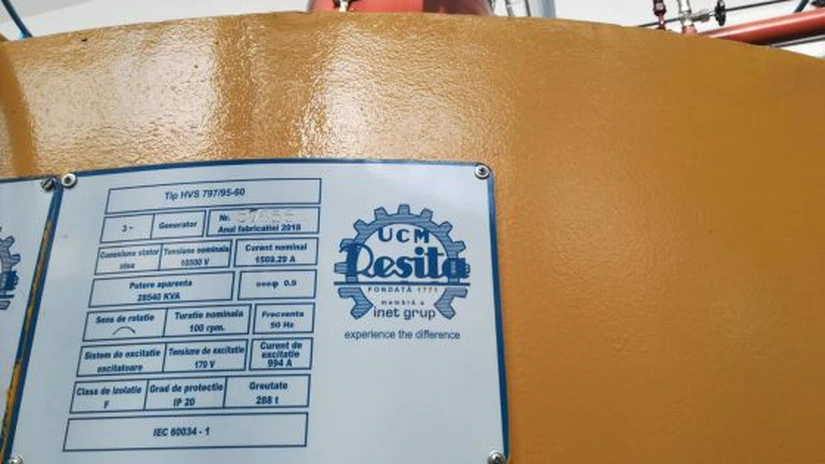 Tip HVS 797/95-60
3~ Generator Nr.
Anul fabricatiei 2018
Conexiune stator Tensiune nominala Curent nominal
stea 10500 V 1569.29 A
Putere aparenta cosφ 0.9
28540 KVA
Sens de rotatie Turatie nominala Frecventa
100 rpm. 50 Hz
Sistem de excitatie Tensiune de excitatie Curent de
excitatie
excitatoare 170 V 994 A
Clasa de izolatie Grad de protectie Greutate
F IP 20 288 t
IEC 60034 - 1
UCM
Resita
FONDATĂ 1771
membră a
inet grup
experience the difference